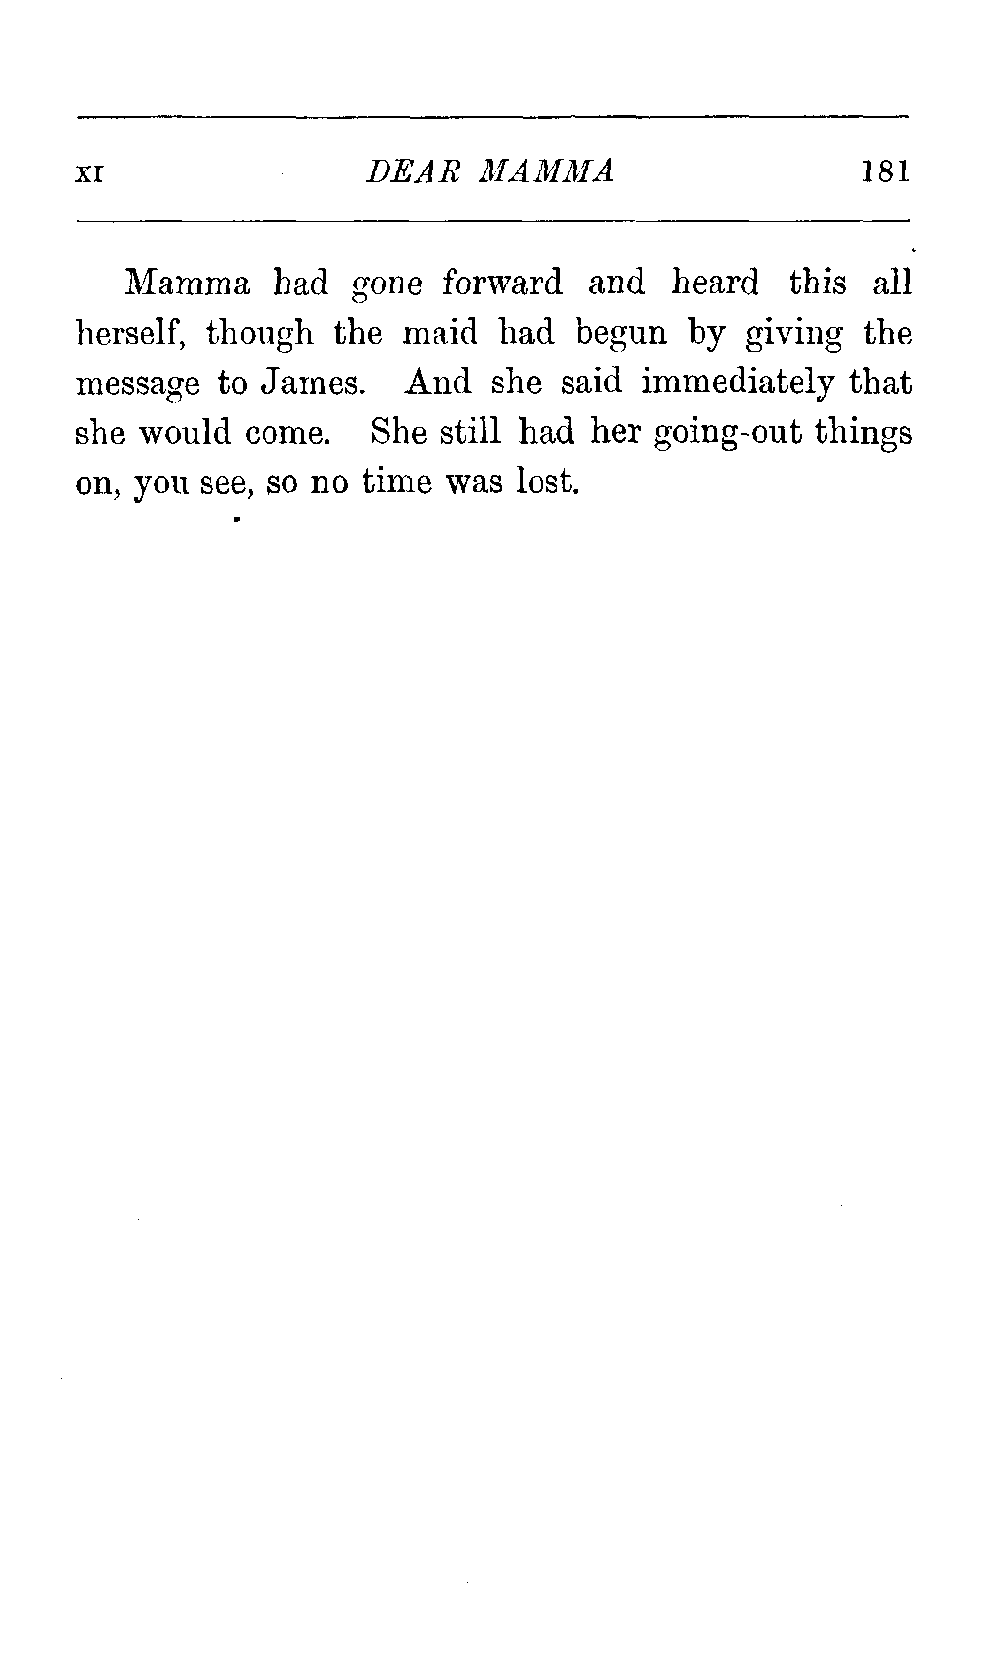 XI DEAR MAMMA 181
Mamma had gone forward and heard this all
herself, though the maid had begun by giving the
message to James. And she said immediately that
she would come. She still had her going-out things
on, you see, so no time was lost.